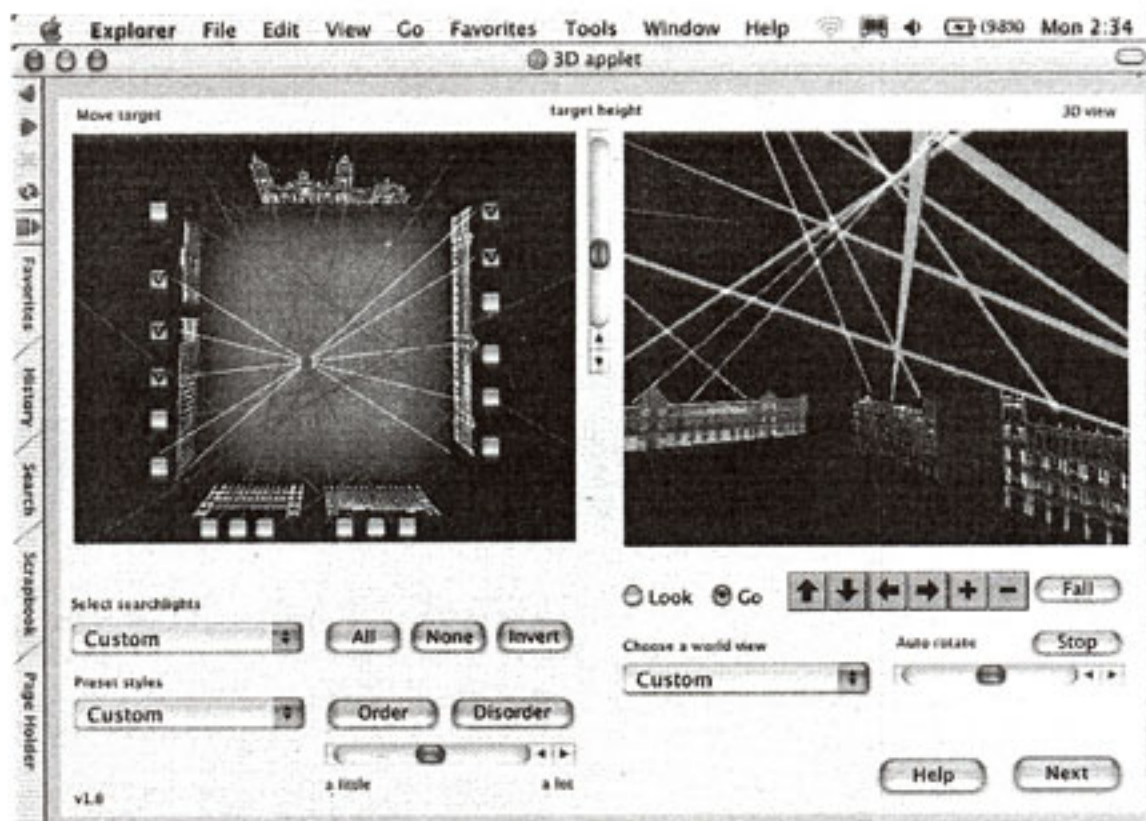 Explorer File Edit View Go Favorites Tools Window Help (98%) Mon 2:34
3D applet
Move target
target height
3D view
Favorites
History
Search
Scrapbook
Page Holder
Select searchlights
Custom
All
None
Invert
Preset styles
Custom
Order
Disorder
a little
a lot
v1.6
Look
Go
Fall
Choose a world view
Custom
Auto rotate
Stop
Help
Next